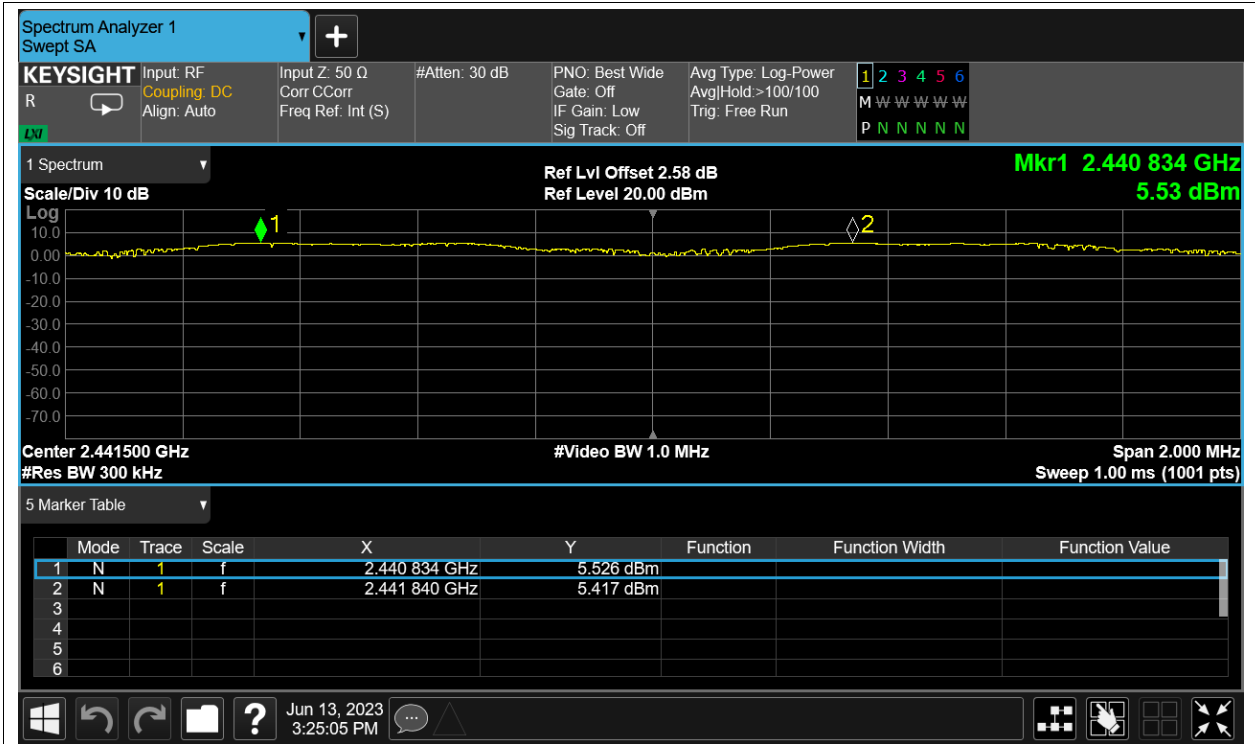 Spectrum Analyzer 1
Swept SA
KEYSIGHT Input: RF Input Z: 50 Ω #Atten: 30 dB PNO: Best Wide Avg Type: Log-Power 1 2 3 4 5 6
R Coupling: DC Corr CCorr Gate: Off Avg|Hold:>100/100 M W W W W W
Align: Auto Freq Ref: Int (S) IF Gain: Low Trig: Free Run
LXI Sig Track: Off P N N N N N
1 Spectrum Ref Lvl Offset 2.58 dB Mkr1 2.440 834 GHz
Scale/Div 10 dB Ref Level 20.00 dBm 5.53 dBm
Log
1 2
10.0
0.00
-10.0
-20.0
-30.0
-40.0
-50.0
-60.0
-70.0
Center 2.441500 GHz #Video BW 1.0 MHz Span 2.000 MHz
#Res BW 300 kHz Sweep 1.00 ms (1001 pts)
5 Marker Table
Mode Trace Scale X Y Function Function Width Function Value
1 N 1 f 2.440 834 GHz 5.526 dBm
2 N 1 f 2.441 840 GHz 5.417 dBm
3
4
5
6
? Jun 13, 2023
3:25:05 PM